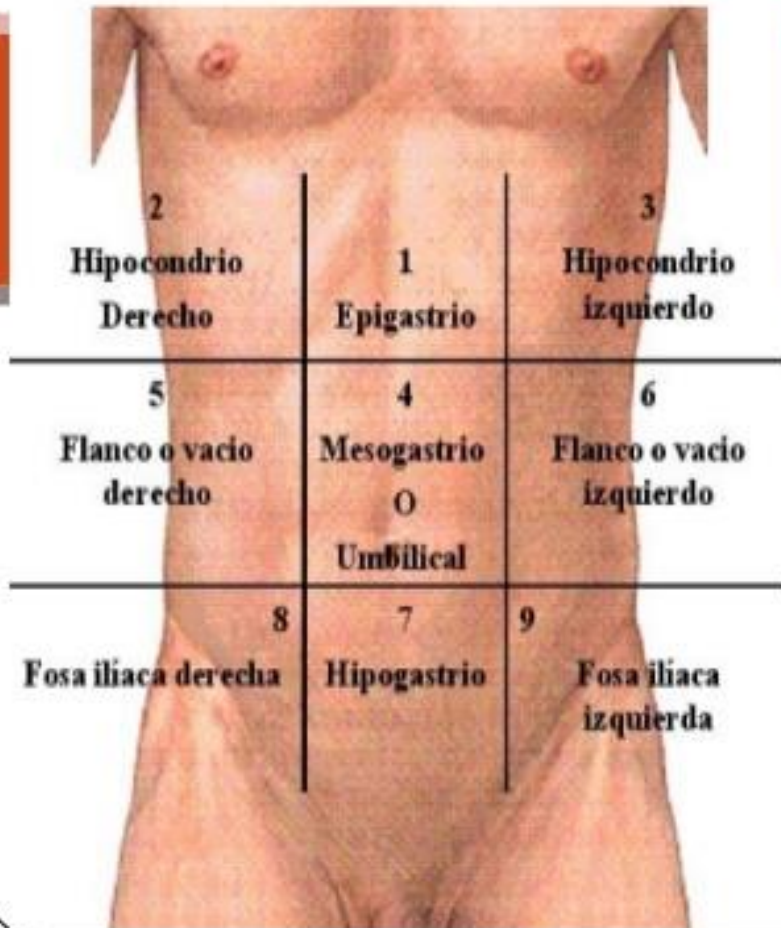 2
Hipocondrio
Derecho
1
Epigastrio
3
Hipocondrio
izquierdo
5
Flanco o vacio
derecho
4
Mesogastrio
O
Umbilical
6
Flanco o vacio
izquierdo
8
Fosa iliaca derecha
7
Hipogastrio
9
Fosa iliaca
izquierda